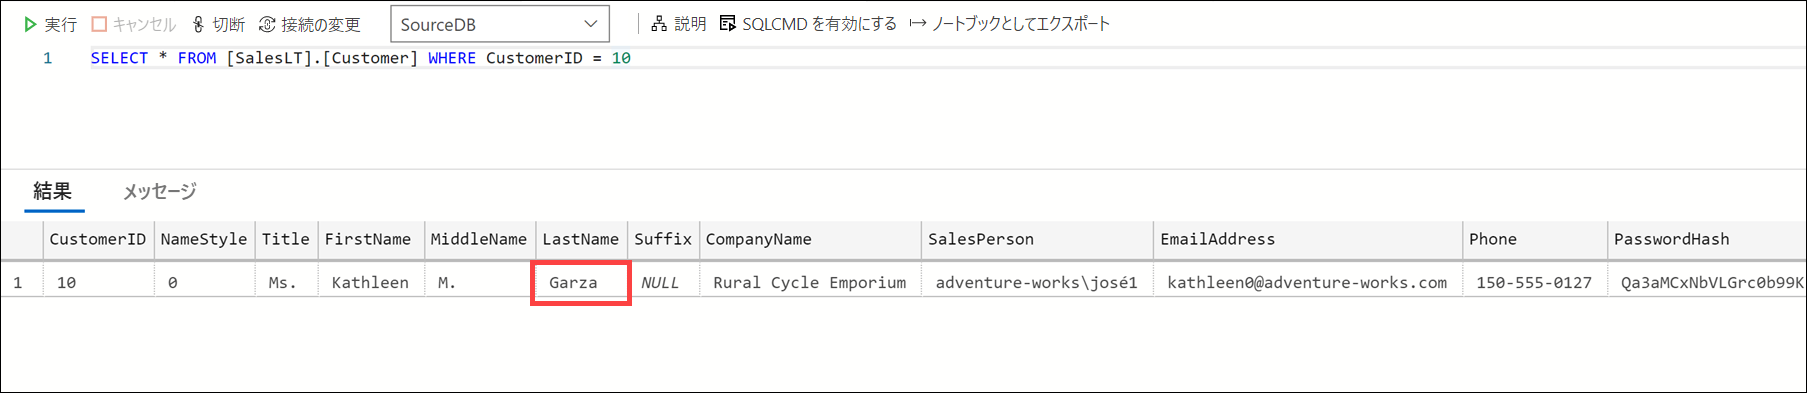 実行 キャンセル 切断 接続の変更 SourceDB 説明 SQLCMD を有効にする ノートブックとしてエクスポート
1 SELECT * FROM [SalesLT].[Customer] WHERE CustomerID = 10
結果 メッセージ
CustomerID NameStyle Title FirstName MiddleName LastName Suffix CompanyName SalesPerson EmailAddress Phone PasswordHash
1 10 0 Ms. Kathleen M. Garza NULL Rural Cycle Emporium adventure-works\josé1 kathleen0@adventure-works.com 150-555-0127 Qa3aMCxNbVLGrc0b99K